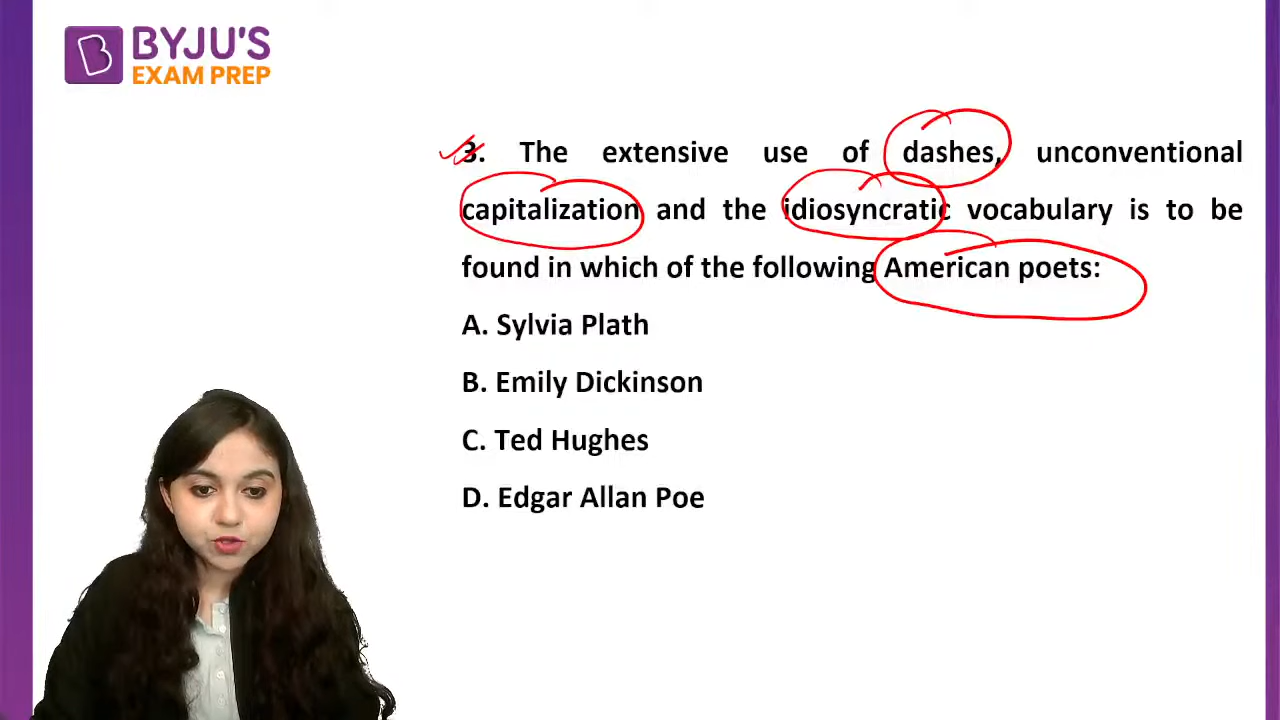 BYJU'S
EXAM PREP
3. The extensive use of dashes, unconventional
capitalization and the idiosyncratic vocabulary is to be
found in which of the following American poets:
A. Sylvia Plath
B. Emily Dickinson
C. Ted Hughes
D. Edgar Allan Poe